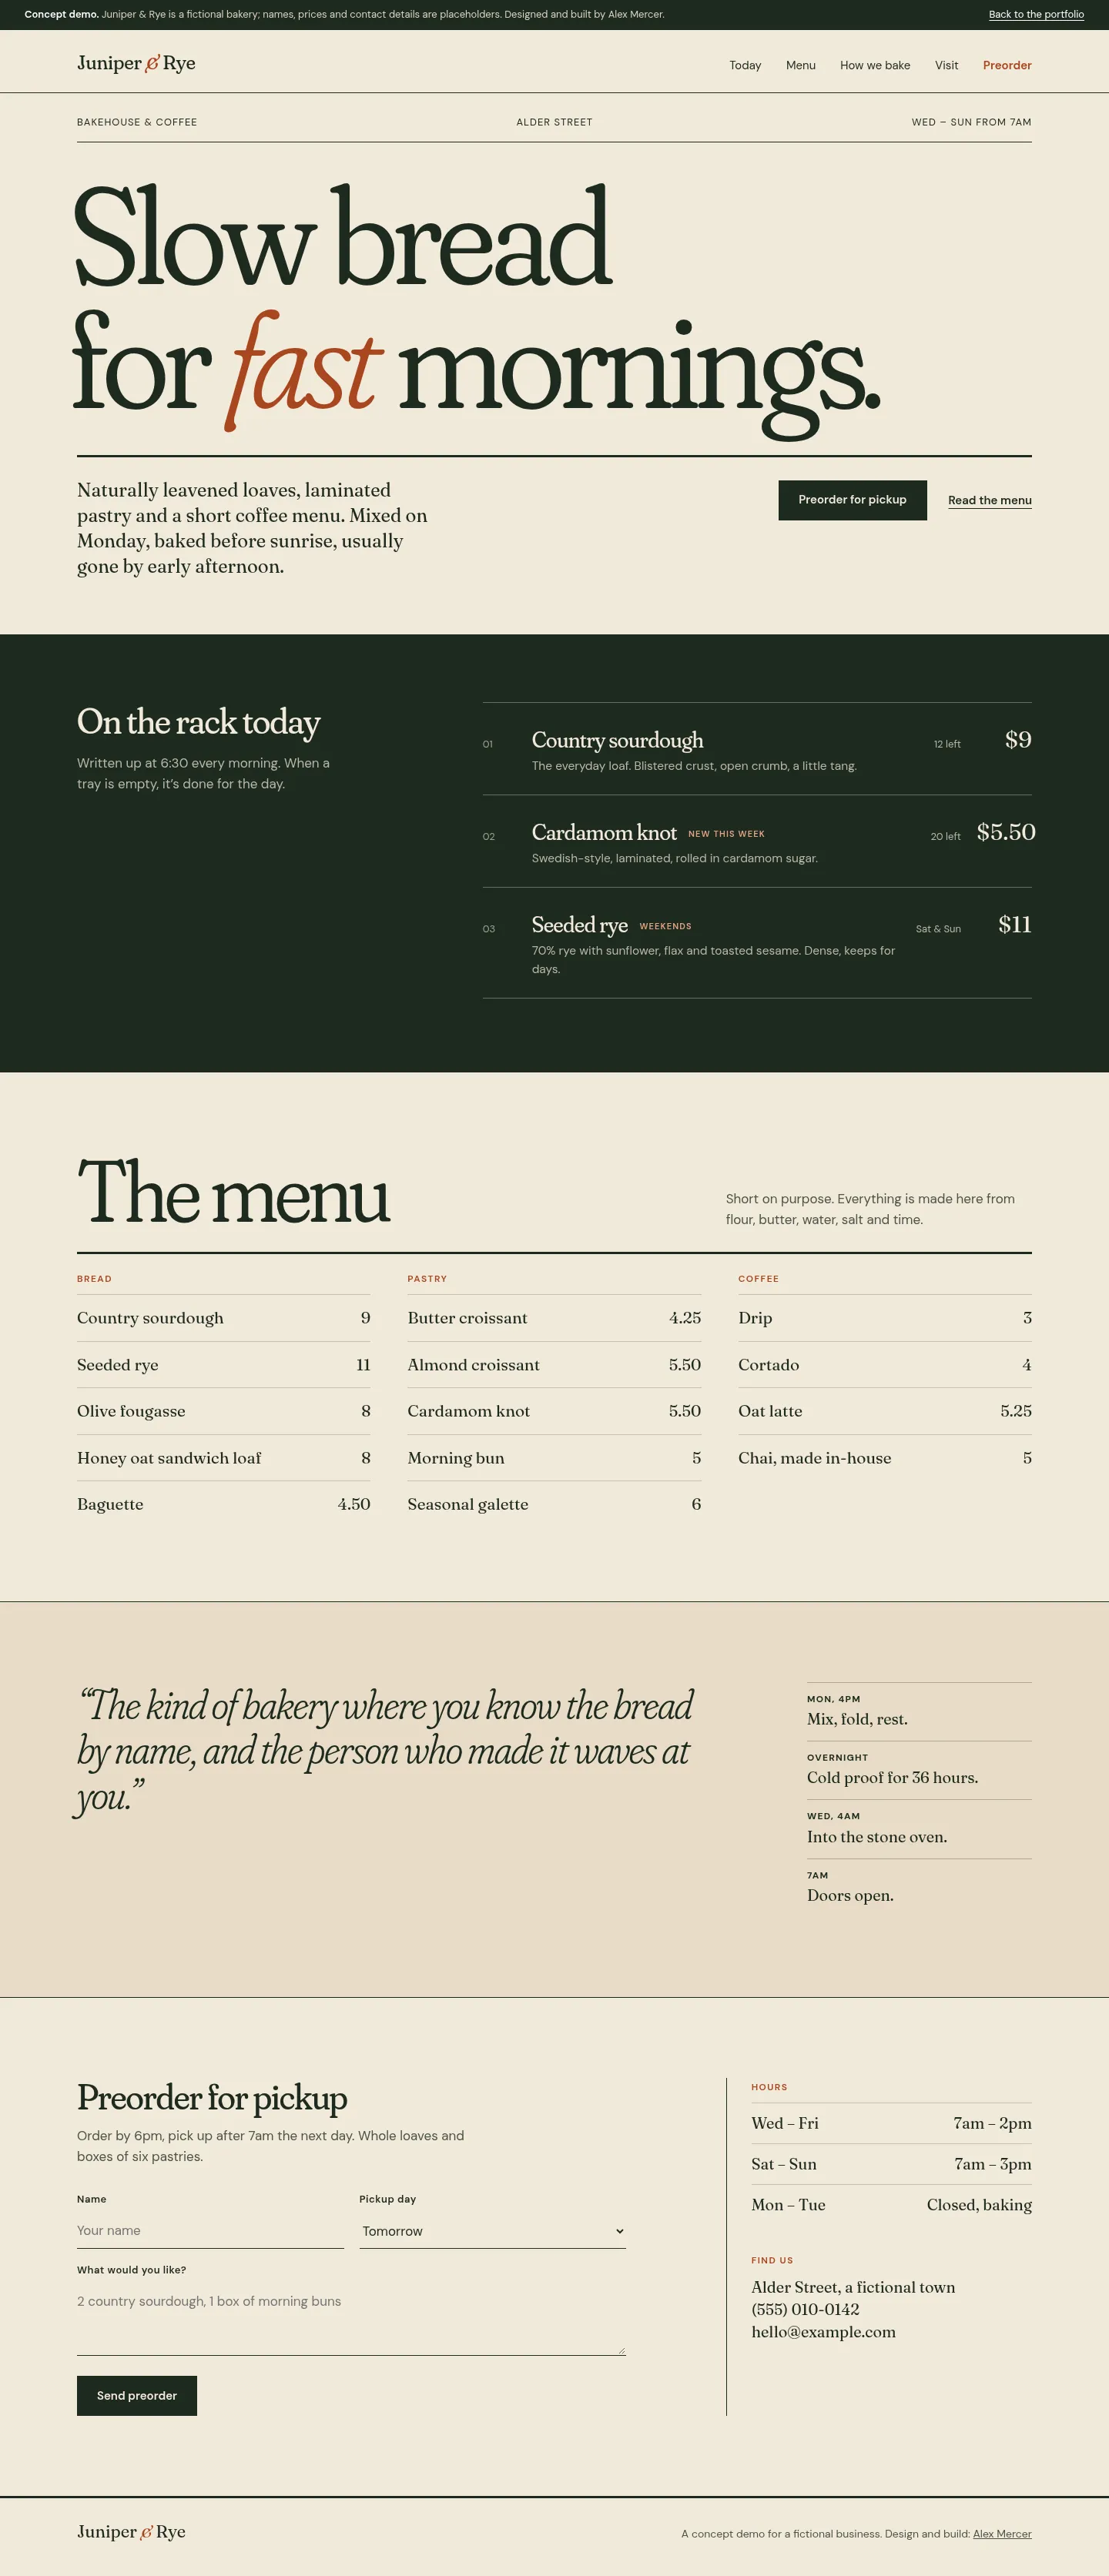 Concept demo. Juniper & Rye is a fictional bakery; names, prices and contact details are placeholders. Designed and built by Alex Mercer.
Back to the portfolio
Juniper & Rye
Today
Menu
How we bake
Visit
Preorder
BAKEHOUSE & COFFEE
ALDER STREET
WED – SUN FROM 7AM
Slow bread
for fast mornings.
Naturally leavened loaves, laminated
pastry and a short coffee menu. Mixed on
Monday, baked before sunrise, usually
gone by early afternoon.
Preorder for pickup
Read the menu
On the rack today
Written up at 6:30 every morning. When a
tray is empty, it’s done for the day.
01
Country sourdough
12 left
$9
The everyday loaf. Blistered crust, open crumb, a little tang.
02
Cardamom knot
NEW THIS WEEK
20 left
$5.50
Swedish-style, laminated, rolled in cardamom sugar.
03
Seeded rye
WEEKENDS
Sat & Sun
$11
70% rye with sunflower, flax and toasted sesame. Dense, keeps for
days.
The menu
Short on purpose. Everything is made here from
flour, butter, water, salt and time.
BREAD
Country sourdough 9
Seeded rye 11
Olive fougasse 8
Honey oat sandwich loaf 8
Baguette 4.50
PASTRY
Butter croissant 4.25
Almond croissant 5.50
Cardamom knot 5.50
Morning bun 5
Seasonal galette 6
COFFEE
Drip 3
Cortado 4
Oat latte 5.25
Chai, made in-house 5
“The kind of bakery where you know the bread
by name, and the person who made it waves at
you.”
MON, 4PM
Mix, fold, rest.
OVERNIGHT
Cold proof for 36 hours.
WED, 4AM
Into the stone oven.
7AM
Doors open.
Preorder for pickup
Order by 6pm, pick up after 7am the next day. Whole loaves and
boxes of six pastries.
Name
Your name
Pickup day
Tomorrow
What would you like?
2 country sourdough, 1 box of morning buns
Send preorder
HOURS
Wed – Fri 7am – 2pm
Sat – Sun 7am – 3pm
Mon – Tue Closed, baking
FIND US
Alder Street, a fictional town
(555) 010-0142
hello@example.com
Juniper & Rye
A concept demo for a fictional business. Design and build: Alex Mercer